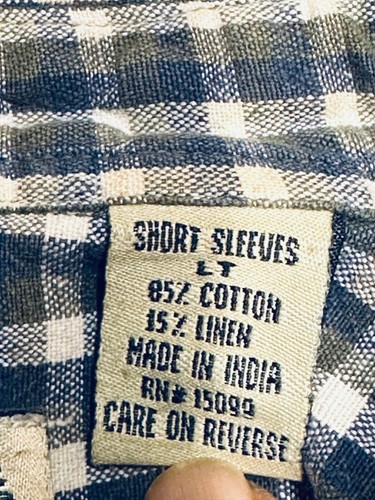 SHORT SLEEVES
LT
85% COTTON
15% LINEN
MADE IN INDIA
RN# 15099
CARE ON REVERSE